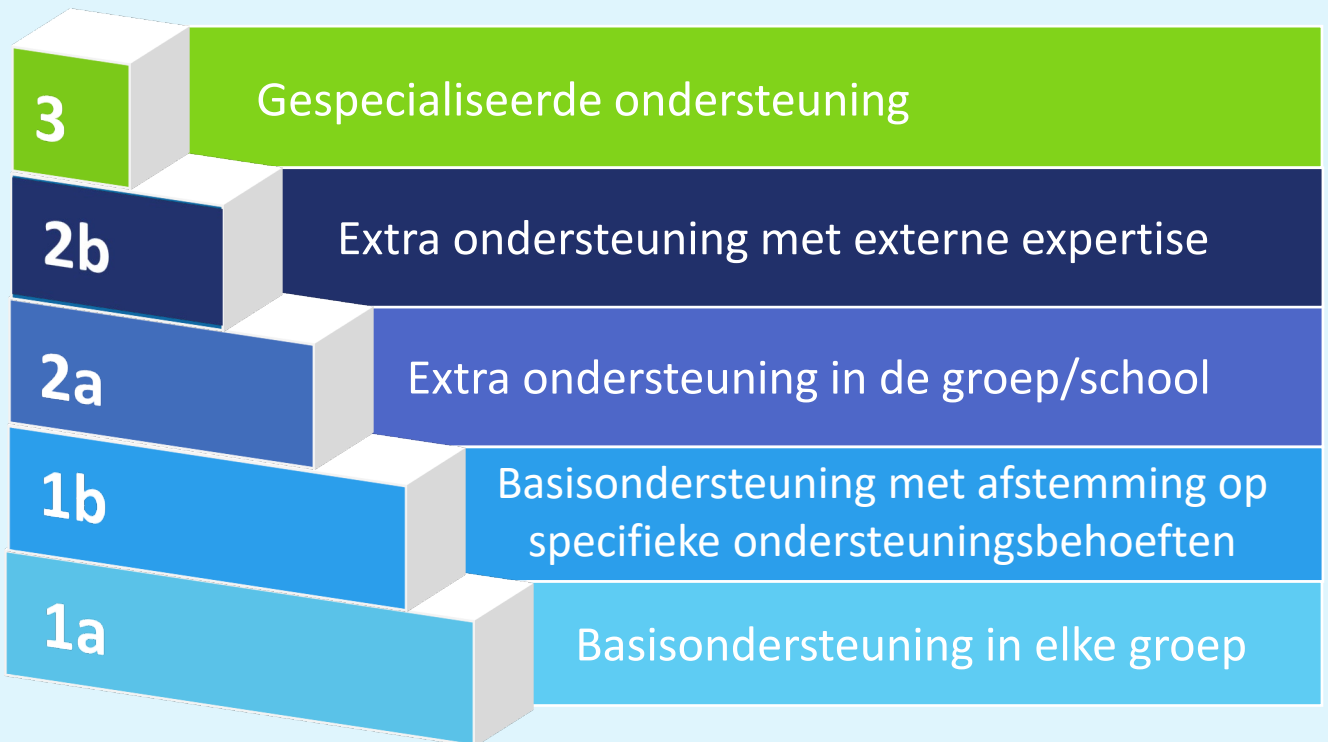 3
Gespecialiseerde ondersteuning
2b
Extra ondersteuning met externe expertise
2a
Extra ondersteuning in de groep/school
1b
Basisondersteuning met afstemming op
specifieke ondersteuningsbehoeften
1a
Basisondersteuning in elke groep